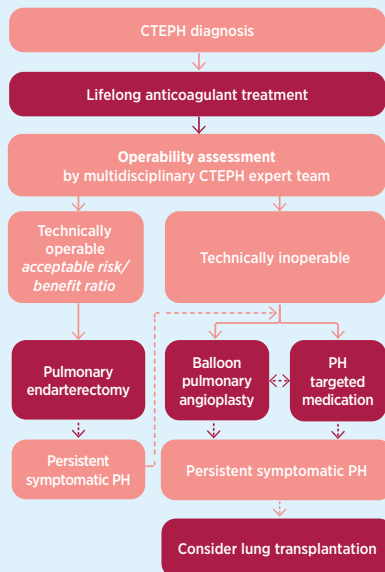 CTEPH diagnosis
Lifelong anticoagulant treatment
Operability assessment
by multidisciplinary CTEPH expert team
Technically
operable
acceptable risk/
benefit ratio
Technically inoperable
Pulmonary
endarterectomy
Balloon
pulmonary
angioplasty
PH
targeted
medication
Persistent
symptomatic PH
Persistent symptomatic PH
Consider lung transplantation